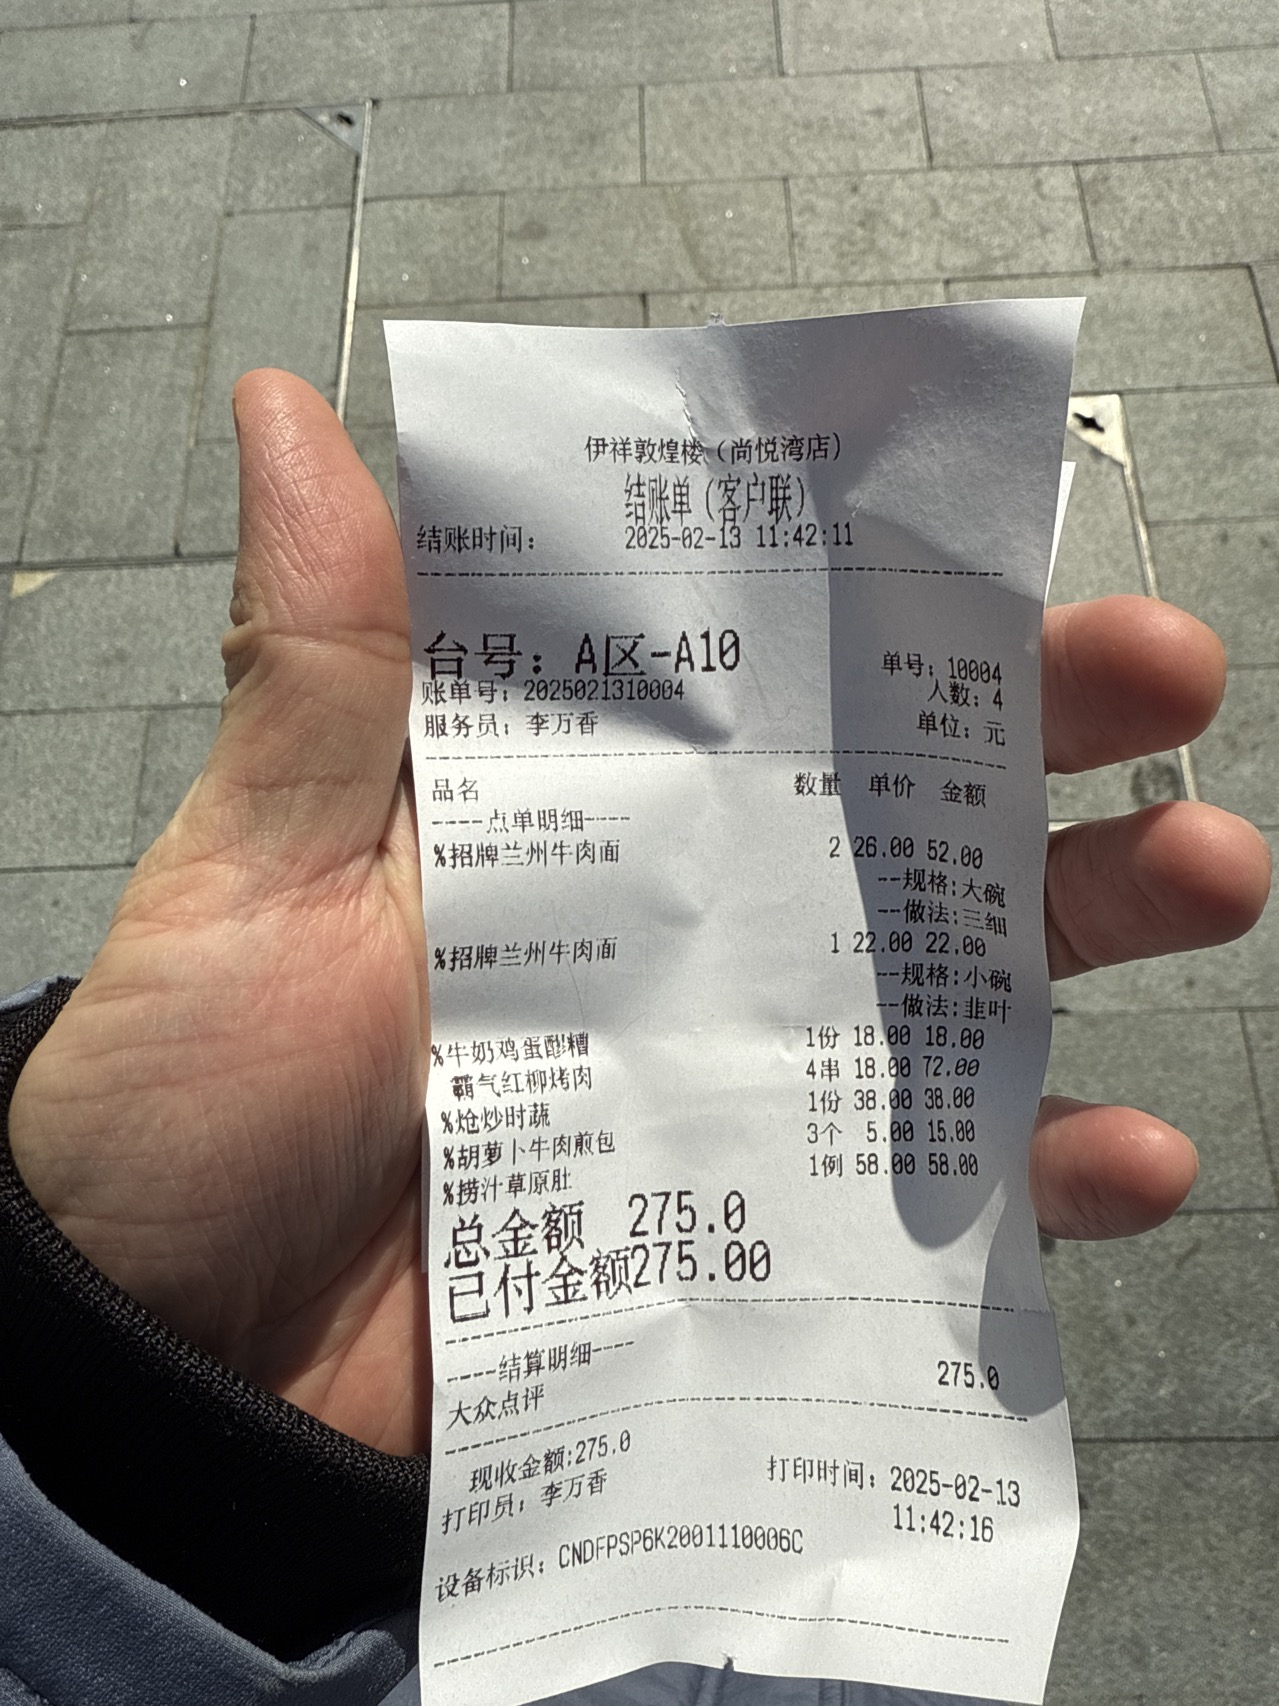 伊祥敦煌楼（尚悦湾店）
结账单（客户联）
结账时间： 2025-02-13 11:42:11
台号：A区-A10
单号：10004
账单号：2025021310004 人数：4
服务员：李万香 单位：元
品名 数量 单价 金额
----点单明细----
%招牌兰州牛肉面 2 26.00 52.00
--规格:大碗
--做法:三细
%招牌兰州牛肉面 1 22.00 22.00
--规格:小碗
--做法:韭叶
%牛奶鸡蛋醪糟 1份 18.00 18.00
霸气红柳烤肉 4串 18.00 72.00
%炝炒时蔬 1份 38.00 38.00
%胡萝卜牛肉煎包 3个 5.00 15.00
%捞汁草原肚 1例 58.00 58.00
总金额 275.0
已付金额275.00
----结算明细----
大众点评 275.0
现收金额:275.0
打印员：李万香 打印时间：2025-02-13
11:42:16
设备标识：CNDFPSP6K2001110006C